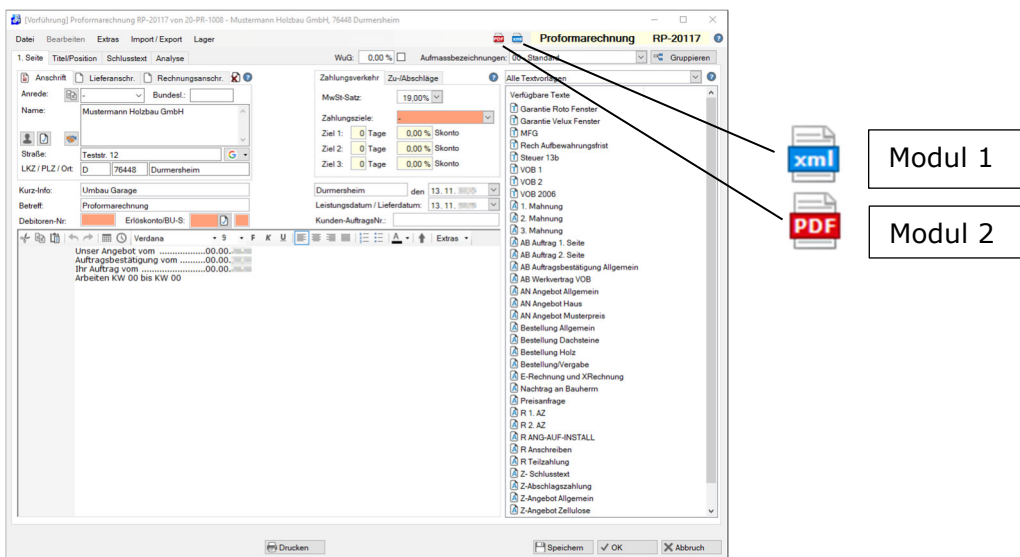 [Vorführung] Proformarechnung RP-20117 von 20-PR-1008 - Mustermann Holzbau GmbH, 76448 Durmersheim
Datei Bearbeiten Extras Import / Export Lager
PDF xml Proformarechnung RP-20117
1. Seite Titel/Position Schlusstext Analyse
WuG: 0,00 % Aufmassbezeichnungen: 00 - Standard Gruppieren
Anschrift Lieferanschr. Rechnungsanschr.
Anrede: - Bundesl.:
Name: Mustermann Holzbau GmbH
Straße: Teststr. 12
LKZ / PLZ / Ort: D 76448 Durmersheim
Kurz-Info: Umbau Garage
Betreff: Proformarechnung
Debitoren-Nr: Erlöskonto/BU-S:
Zahlungsverkehr Zu-/Abschläge
MwSt-Satz: 19,00%
Zahlungsziele: -
Ziel 1: 0 Tage 0,00 % Skonto
Ziel 2: 0 Tage 0,00 % Skonto
Ziel 3: 0 Tage 0,00 % Skonto
Durmersheim den 13. 11.
Leistungsdatum / Lieferdatum: 13. 11.
Kunden-AuftragsNr.:
Verdana 9 F K U A Extras
Unser Angebot vom ..................00.00.
Auftragsbestätigung vom ..........00.00.
Ihr Auftrag vom .........................00.00.
Arbeiten KW 00 bis KW 00
Alle Textvorlagen
Verfügbare Texte
Garantie Roto Fenster
Garantie Velux Fenster
MFG
Rech Aufbewahrungsfrist
Steuer 13b
VOB 1
VOB 2
VOB 2006
1. Mahnung
2. Mahnung
3. Mahnung
AB Auftrag 1. Seite
AB Auftrag 2. Seite
AB Auftragsbestätigung Allgemein
AB Werkvertrag VOB
AN Angebot Allgemein
AN Angebot Haus
AN Angebot Musterpreis
Bestellung Allgemein
Bestellung Dachsteine
Bestellung Holz
Bestellung/Vergabe
E-Rechnung und XRechnung
Nachtrag an Bauherrn
Preisanfrage
R 1. AZ
R 2. AZ
R ANG-AUF-INSTALL
R Anschreiben
R Teilzahlung
Z- Schlusstext
Z-Abschlagszahlung
Z-Angebot Allgemein
Z-Angebot Zellulose
Drucken Speichern OK Abbruch
xml Modul 1
PDF Modul 2